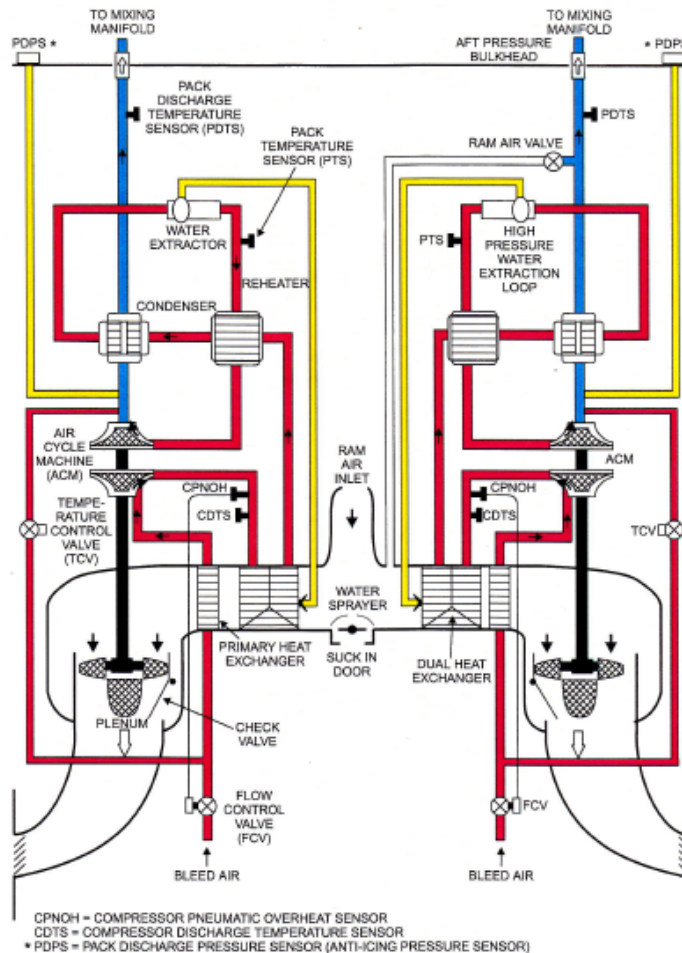 TO MIXING
MANIFOLD
PDPS *
PACK
DISCHARGE
TEMPERATURE
SENSOR (PDTS)
PACK
TEMPERATURE
SENSOR (PTS)
WATER
EXTRACTOR
REHEATER
CONDENSER
AIR
CYCLE
MACHINE
(ACM)
TEMPE-
RATURE
CONTROL
VALVE
(TCV)
CPNOH
CDTS
PRIMARY HEAT
EXCHANGER
PLENUM
CHECK
VALVE
FLOW
CONTROL
VALVE
(FCV)
BLEED AIR
RAM
AIR
INLET
WATER
SPRAYER
SUCK IN
DOOR
TO MIXING
MANIFOLD
AFT PRESSURE
BULKHEAD
* PDPS
PDTS
RAM AIR VALVE
PTS
HIGH
PRESSURE
WATER
EXTRACTION
LOOP
ACM
CPNOH
CDTS
TCV
DUAL HEAT
EXCHANGER
FCV
BLEED AIR
CPNOH = COMPRESSOR PNEUMATIC OVERHEAT SENSOR
CDTS = COMPRESSOR DISCHARGE TEMPERATURE SENSOR
* PDPS = PACK DISCHARGE PRESSURE SENSOR (ANTI-ICING PRESSURE SENSOR)